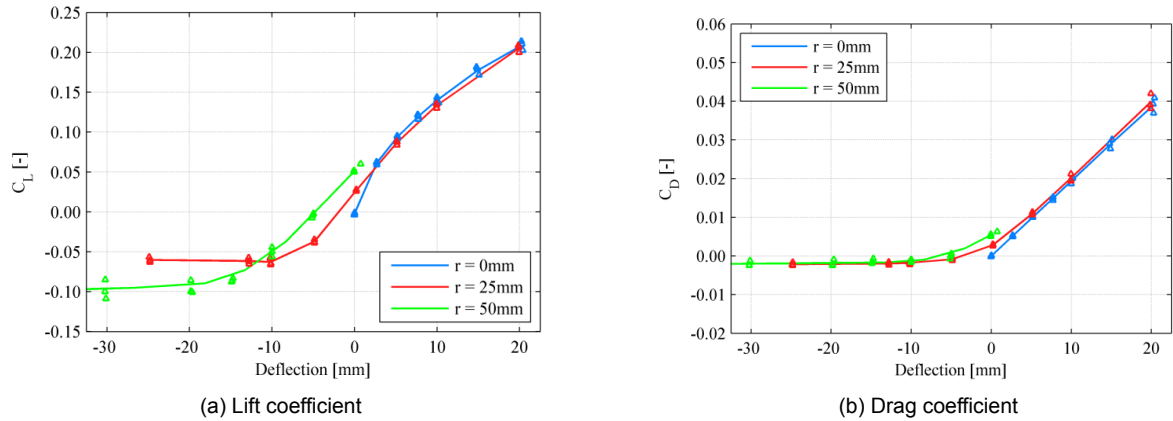 0.25
0.20
0.15
0.10
0.05
0.00
-0.05
-0.10
-0.15
C_L [-]
-30 -20 -10 0 10 20
Deflection [mm]
r = 0mm
r = 25mm
r = 50mm
(a) Lift coefficient
0.06
0.05
0.04
0.03
0.02
0.01
0.00
-0.01
-0.02
C_D [-]
r = 0mm
r = 25mm
r = 50mm
-30 -20 -10 0 10 20
Deflection [mm]
(b) Drag coefficient